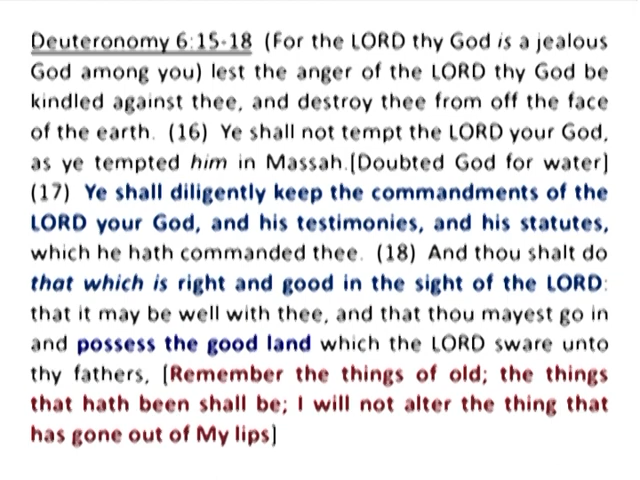 Deuteronomy 6:15-18 (For the LORD thy God is a jealous
God among you) lest the anger of the LORD thy God be
kindled against thee, and destroy thee from off the face
of the earth. (16) Ye shall not tempt the LORD your God,
as ye tempted him in Massah.[Doubted God for water]
(17) Ye shall diligently keep the commandments of the
LORD your God, and his testimonies, and his statutes,
which he hath commanded thee. (18) And thou shalt do
that which is right and good in the sight of the LORD:
that it may be well with thee, and that thou mayest go in
and possess the good land which the LORD sware unto
thy fathers, [Remember the things of old; the things
that hath been shall be; I will not alter the thing that
has gone out of My lips]